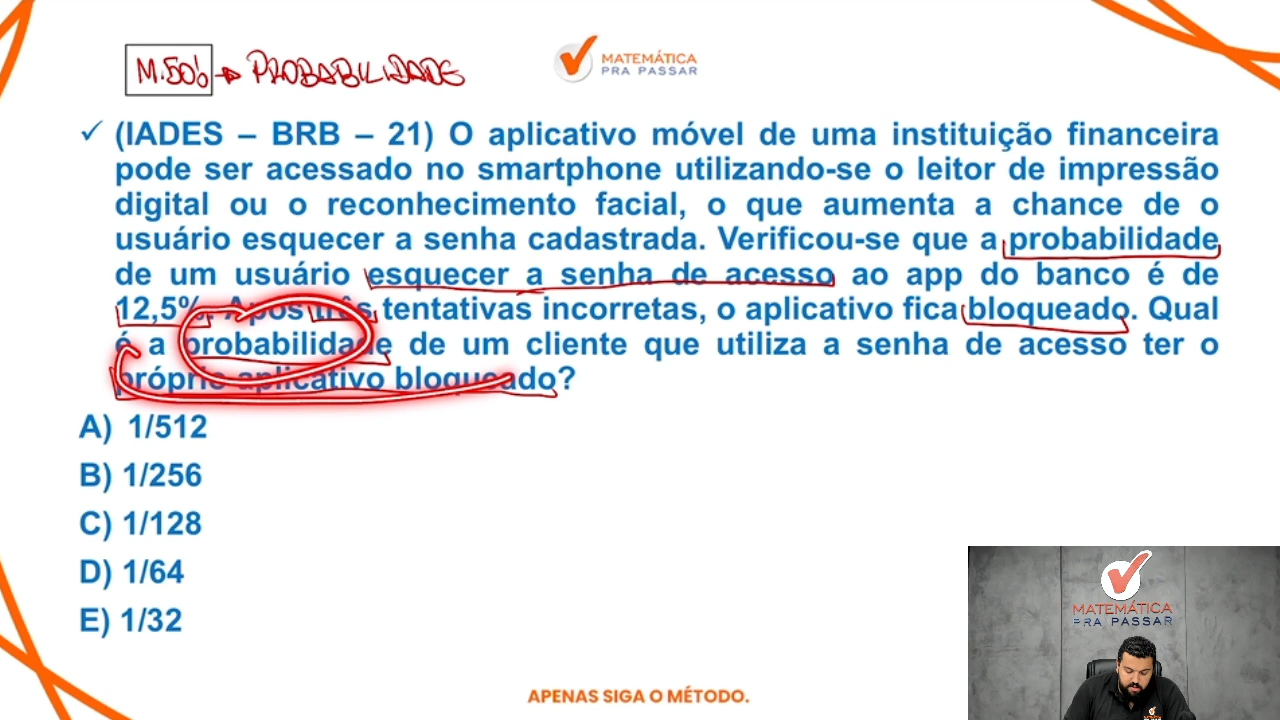 M.50% → PROBABILIDADE
MATEMÁTICA
PRA PASSAR
✓ (IADES – BRB – 21) O aplicativo móvel de uma instituição financeira
pode ser acessado no smartphone utilizando-se o leitor de impressão
digital ou o reconhecimento facial, o que aumenta a chance de o
usuário esquecer a senha cadastrada. Verificou-se que a probabilidade
de um usuário esquecer a senha de acesso ao app do banco é de
12,5%. Após três tentativas incorretas, o aplicativo fica bloqueado. Qual
é a probabilidade de um cliente que utiliza a senha de acesso ter o
próprio aplicativo bloqueado?
A) 1/512
B) 1/256
C) 1/128
D) 1/64
E) 1/32
MATEMÁTICA
PRA PASSAR
APENAS SIGA O MÉTODO.